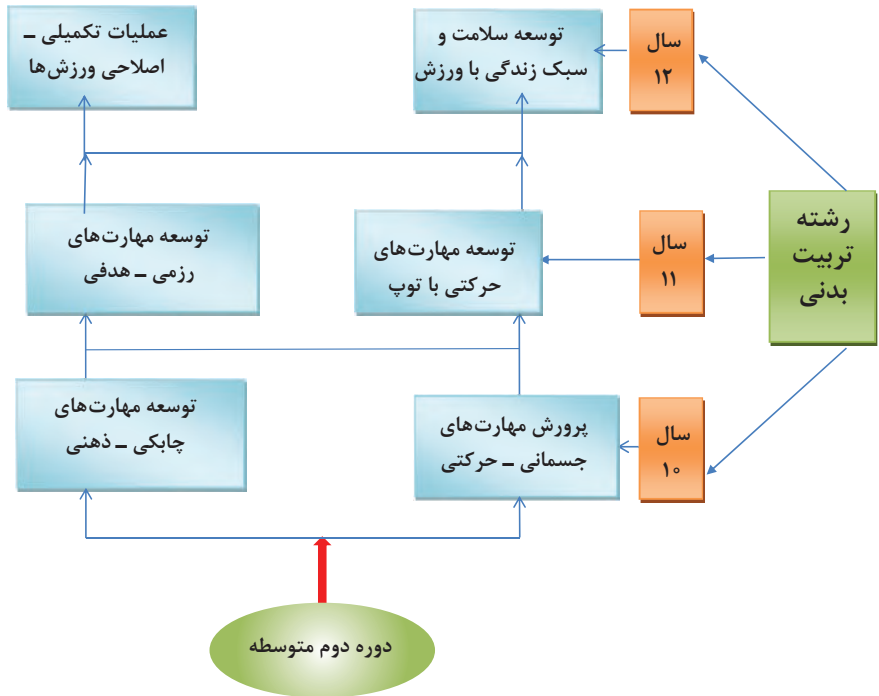 رشته
تربیت
بدنی
سال
۱۲
توسعه سلامت و
سبک زندگی با ورزش
عملیات تکمیلی ـ
اصلاحی ورزش‌ها
سال
۱۱
توسعه مهارت‌های
حرکتی با توپ
توسعه مهارت‌های
رزمی ـ هدفی
سال
۱۰
پرورش مهارت‌های
جسمانی ـ حرکتی
توسعه مهارت‌های
چابکی ـ ذهنی
دوره دوم متوسطه